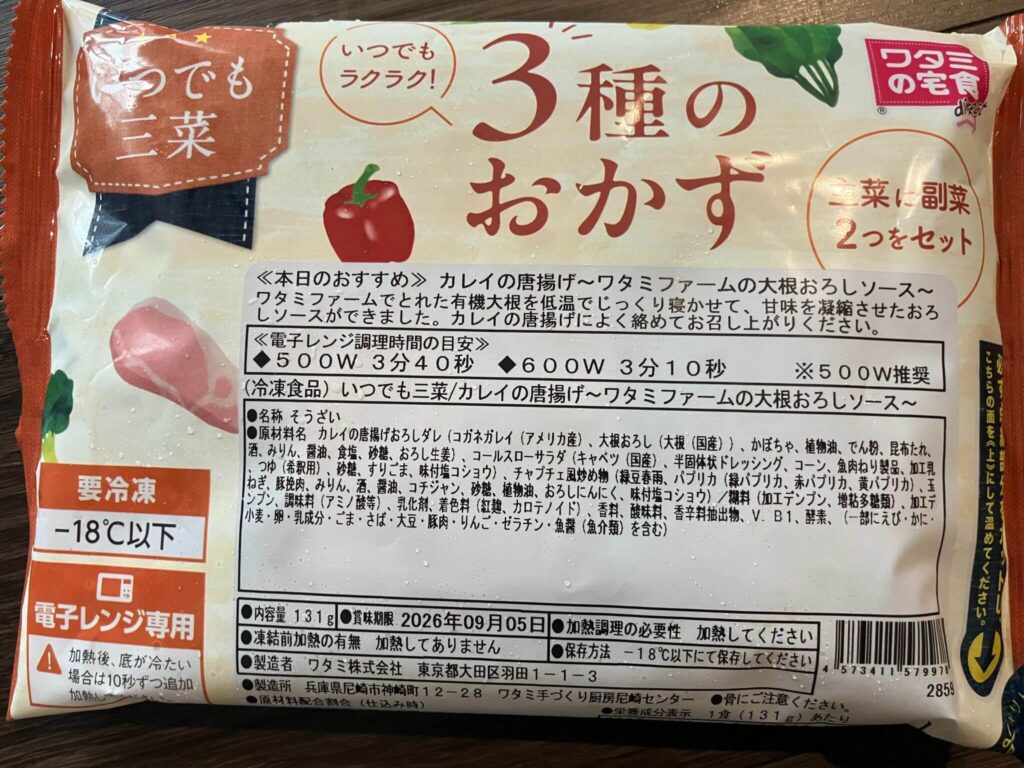 いつでも
三菜
いつでも
ラクラク!
3種の
おかず
ワタミ
の宅食
direct
®
主菜に副菜
2つをセット
≪本日のおすすめ≫ カレイの唐揚げ～ワタミファームの大根おろしソース～
ワタミファームでとれた有機大根を低温でじっくり寝かせて、甘味を凝縮させたおろ
しソースができました。カレイの唐揚げによく絡めてお召し上がりください。
≪電子レンジ調理時間の目安≫
◆500W 3分40秒 ◆600W 3分10秒 ※500W推奨
(冷凍食品) いつでも三菜/カレイの唐揚げ～ワタミファームの大根おろしソース～
●名称 そうざい
●原材料名 カレイの唐揚げおろしダレ (コガネガレイ (アメリカ産) 、大根おろし (大根 (国産) ) 、かぼちゃ、植物油、でん粉、昆布たれ、
酒、みりん、醤油、食塩、砂糖、おろし生姜) 、コールスローサラダ (キャベツ (国産) 、半固体状ドレッシング、コーン、魚肉ねり製品、加工乳
、つゆ (希釈用) 、砂糖、すりごま、味付塩コショウ) 、チャプチェ風炒め物 (緑豆春雨、パプリカ (緑パプリカ、赤パプリカ、黄パプリカ) 、玉
ねぎ、豚挽肉、みりん、酒、醤油、コチジャン、砂糖、植物油、おろしにんにく、味付塩コショウ) ／糊料 (加工デンプン、増粘多糖類) 、加工デ
ンプン、調味料 (アミノ酸等) 、乳化剤、着色料 (紅麹、カロテノイド) 、香料、酸味料、香辛料抽出物、V．B1、酵素、 (一部にえび・かに・
小麦・卵・乳成分・ごま・さば・大豆・豚肉・りんご・ゼラチン・魚醤 (魚介類) を含む)
要冷凍
-18℃以下
電子レンジ専用
加熱後、底が冷たい
場合は10秒ずつ追加
●内容量 131g ●賞味期限 2026年09月05日 ●加熱調理の必要性 加熱してください
●凍結前加熱の有無 加熱してありません ●保存方法 -18℃以下にて保存してください
●製造者 ワタミ株式会社 東京都大田区羽田1-1-3
●製造所 兵庫県尼崎市神崎町12-28 ワタミ手づくり厨房尼崎センター ●骨にご注意ください。
●原材料配合割合 (仕込み時) ●栄養成分表示 1食 (131g) あたり
4 573411 57997
2859
こちらの面を《上》にして温めてください。